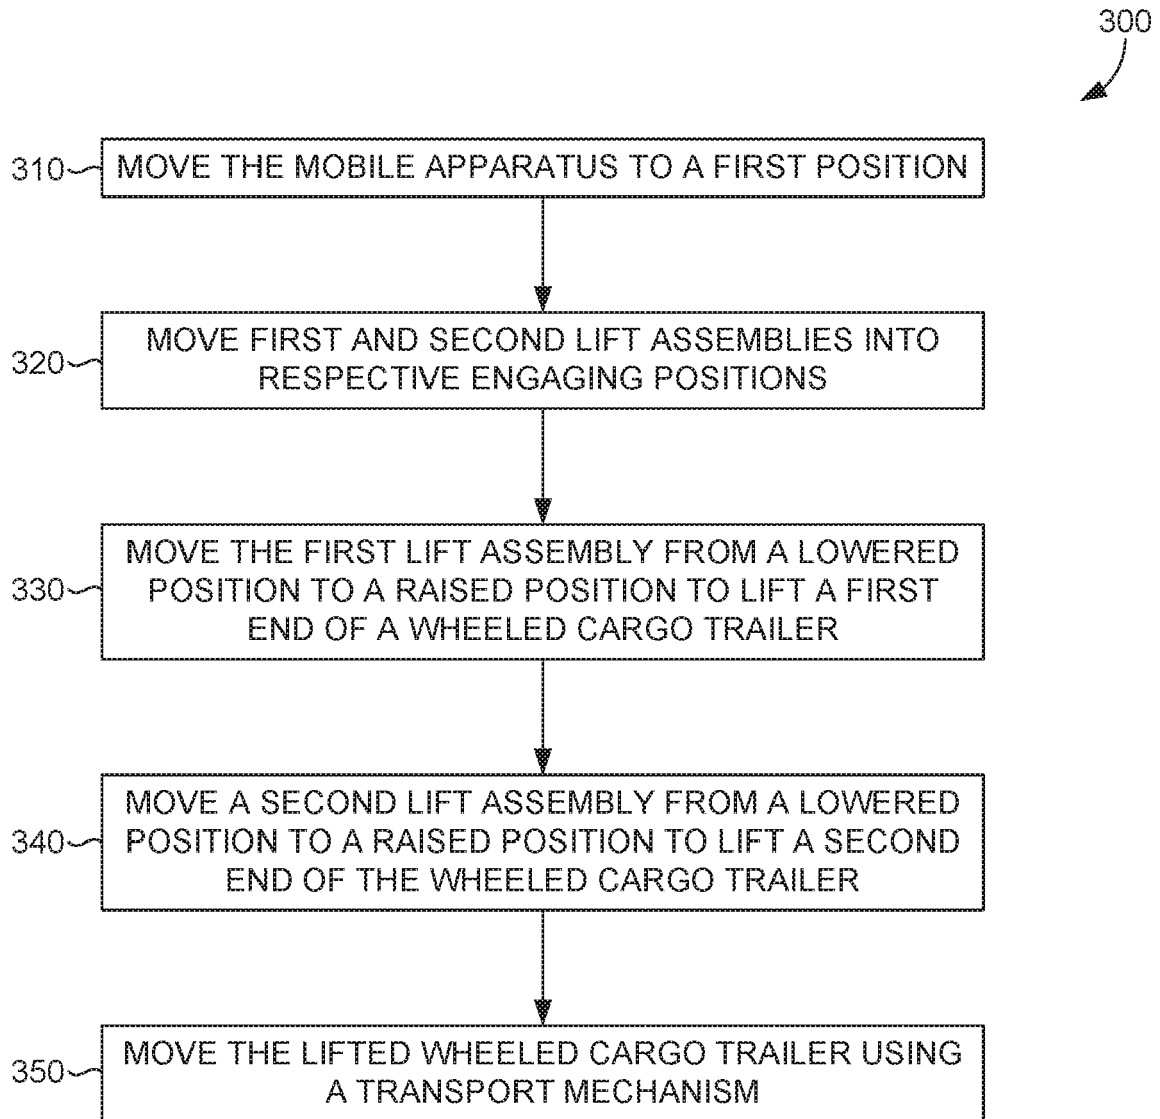 300
310 MOVE THE MOBILE APPARATUS TO A FIRST POSITION
MOVE FIRST AND SECOND LIFT ASSEMBLIES INTO
320
RESPECTIVE ENGAGING POSITIONS
MOVE THE FIRST LIFT ASSEMBLY FROM A LOWERED
330 POSITION TO A RAISED POSITION TO LIFT A FIRST
END OF A WHEELED CARGO TRAILER
MOVE A SECOND LIFT ASSEMBLY FROM A LOWERED
340 POSITION TO A RAISED POSITION TO LIFT A SECOND
END OF THE WHEELED CARGO TRAILER
MOVE THE LIFTED WHEELED CARGO TRAILER USING
350
A TRANSPORT MECHANISM